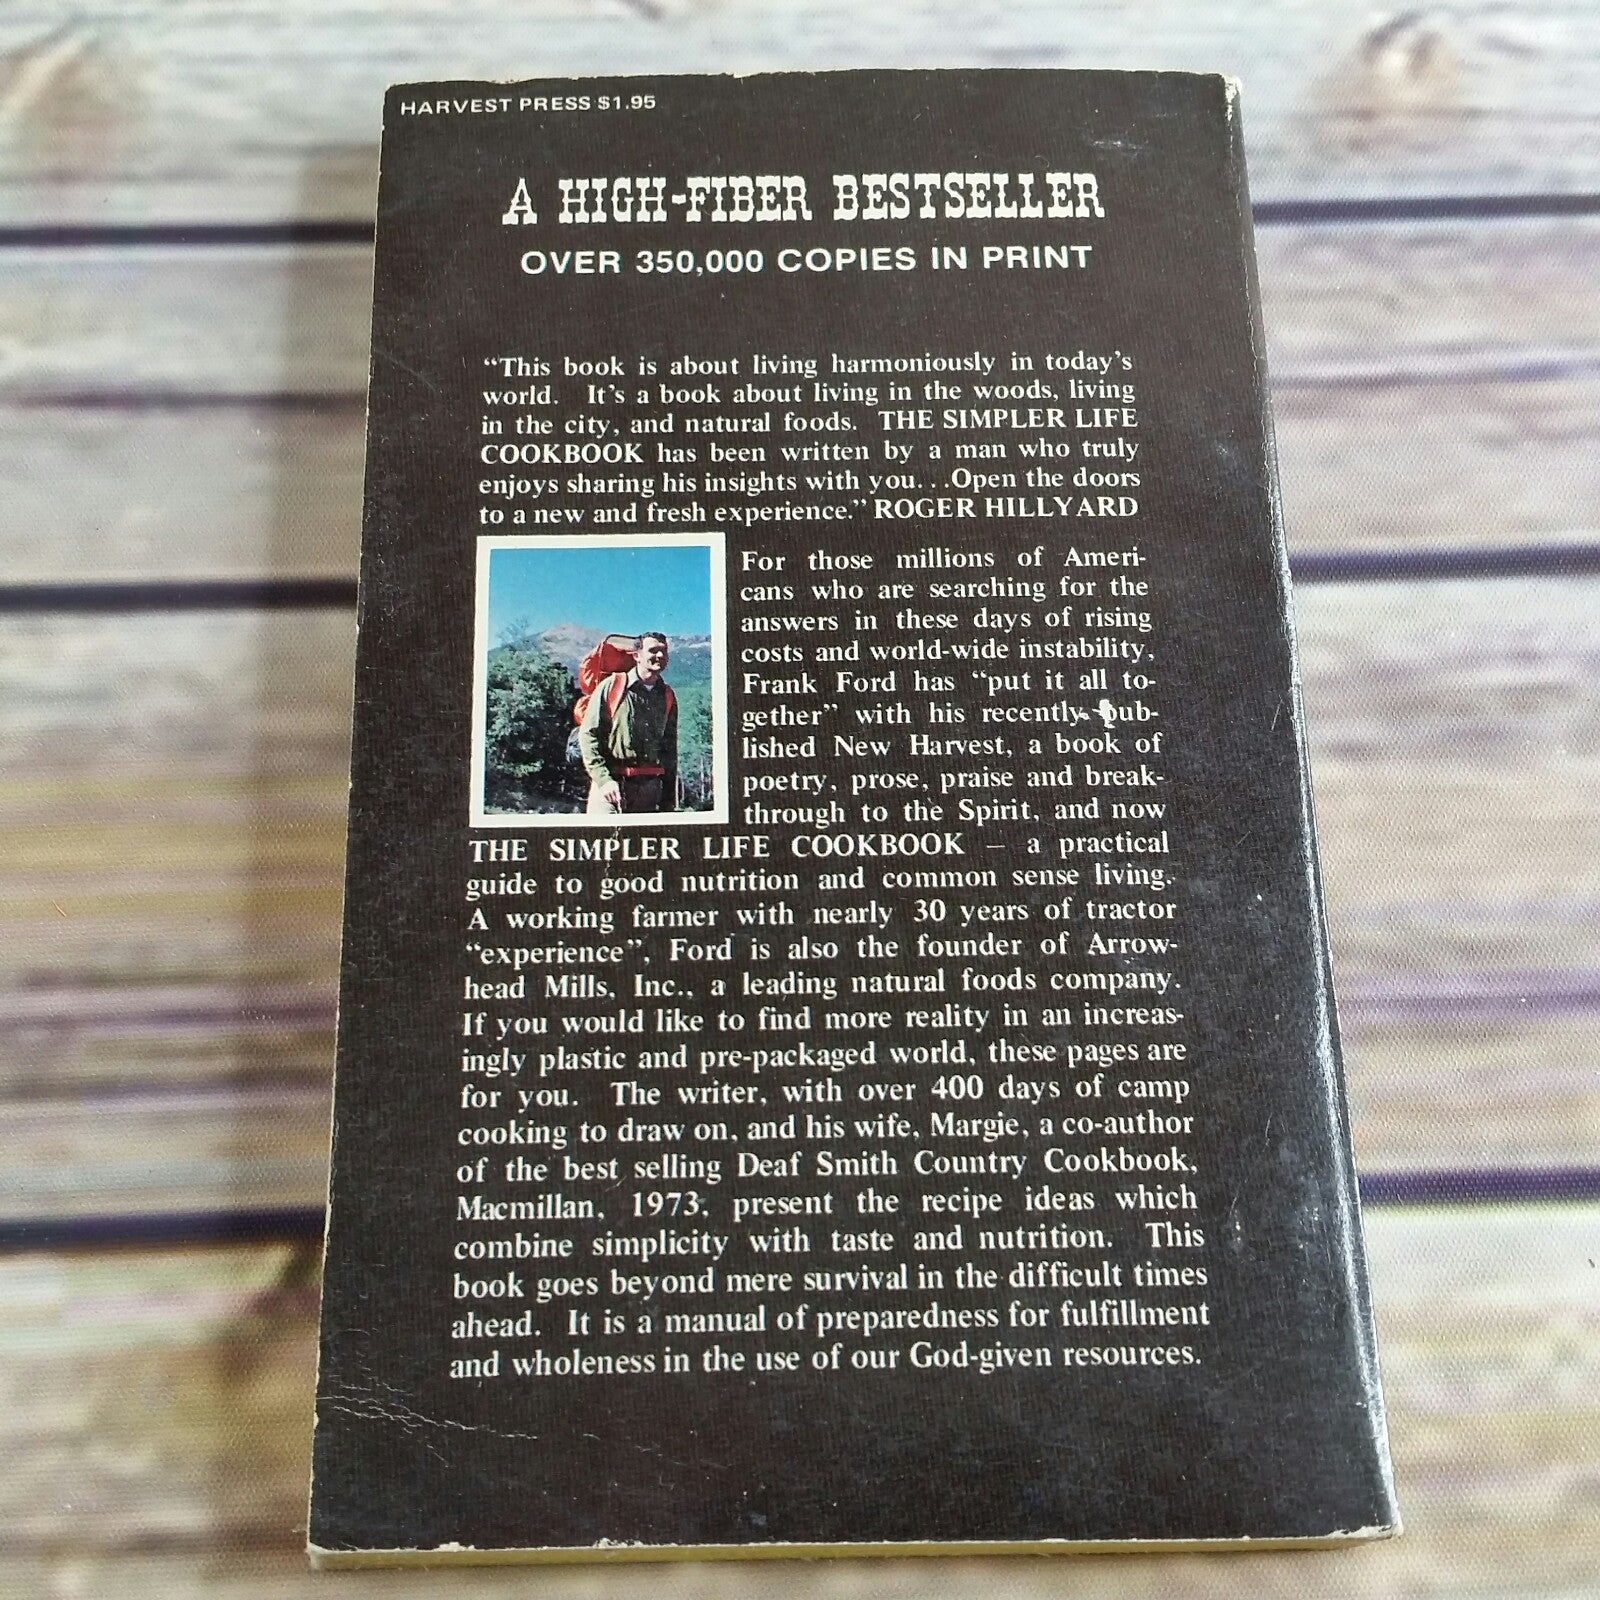 HARVEST PRESS $1.95
A HIGH-FIBER BESTSELLER
OVER 350,000 COPIES IN PRINT
“This book is about living harmoniously in today’s
world. It’s a book about living in the woods, living
in the city, and natural foods. THE SIMPLER LIFE
COOKBOOK has been written by a man who truly
enjoys sharing his insights with you. . .Open the doors
to a new and fresh experience.” ROGER HILLYARD
For those millions of Ameri-
cans who are searching for the
answers in these days of rising
costs and world-wide instability,
Frank Ford has “put it all to-
gether” with his recently pub-
lished New Harvest, a book of
poetry, prose, praise and break-
through to the Spirit, and now
THE SIMPLER LIFE COOKBOOK — a practical
guide to good nutrition and common sense living.
A working farmer with nearly 30 years of tractor
“experience”, Ford is also the founder of Arrow-
head Mills, Inc., a leading natural foods company.
If you would like to find more reality in an increas-
ingly plastic and pre-packaged world, these pages are
for you. The writer, with over 400 days of camp
cooking to draw on, and his wife, Margie, a co-author
of the best selling Deaf Smith Country Cookbook,
Macmillan, 1973, present the recipe ideas which
combine simplicity with taste and nutrition. This
book goes beyond mere survival in the difficult times
ahead. It is a manual of preparedness for fulfillment
and wholeness in the use of our God-given resources.